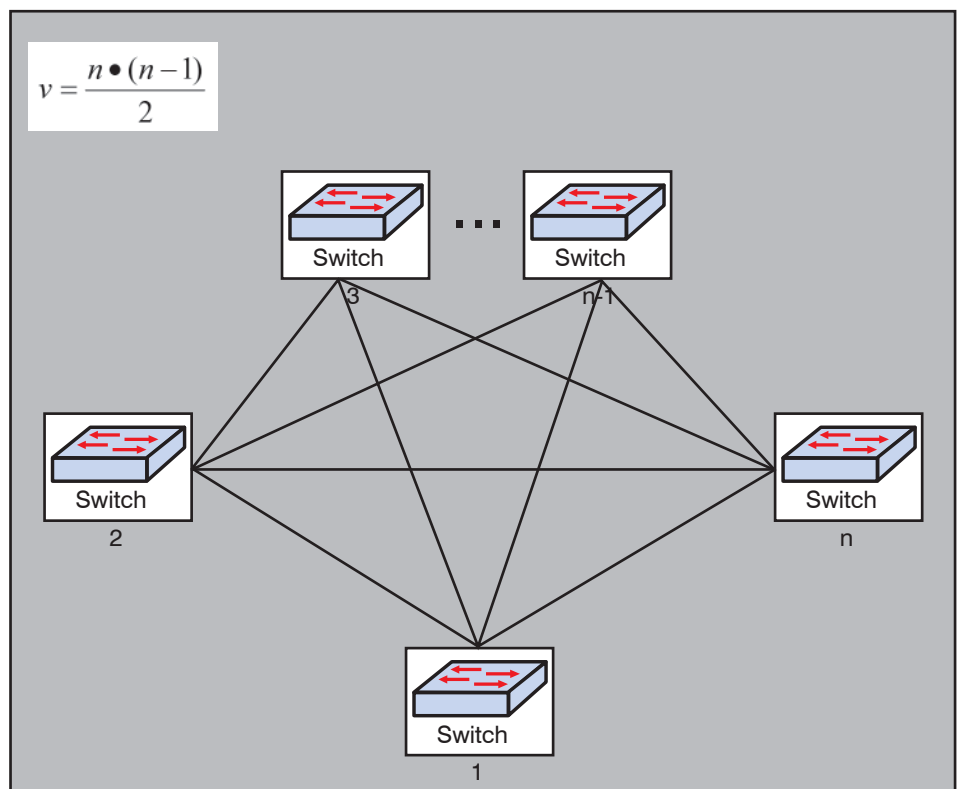 v = n • (n − 1) / 2
Switch
3
...
Switch
n-1
Switch
2
Switch
n
Switch
1